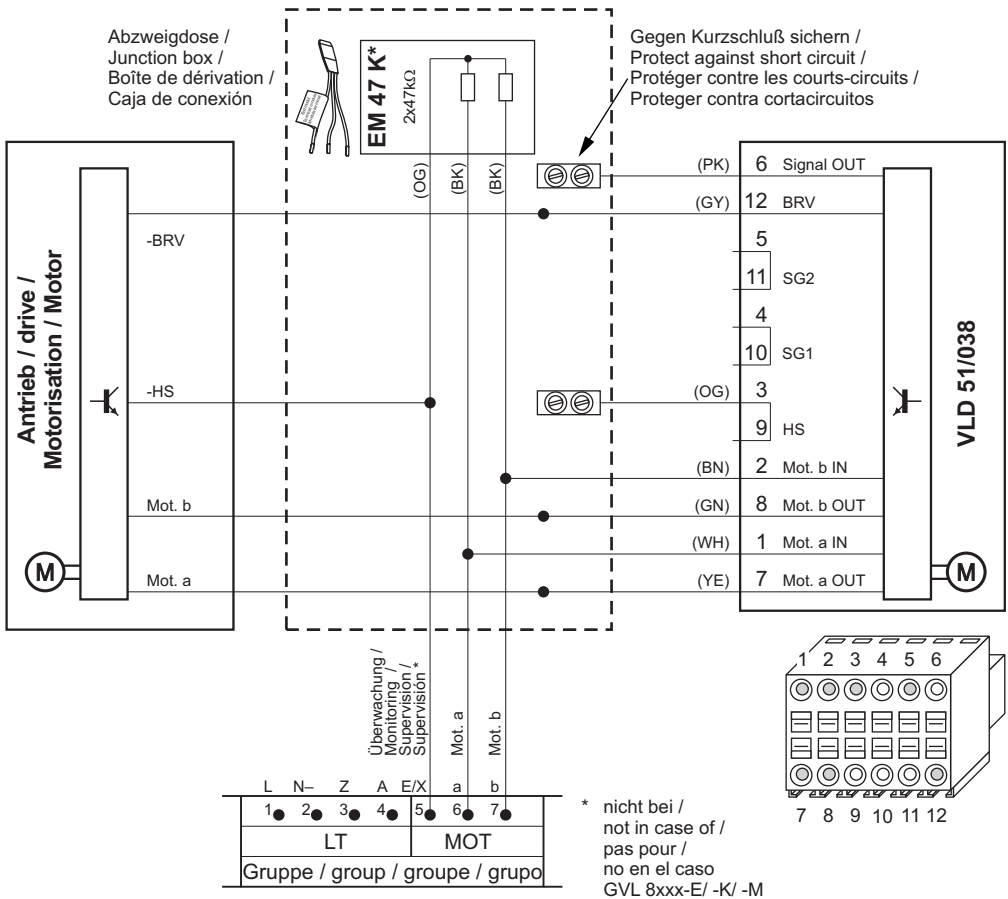 Abzweigdose /
Junction box /
Boîte de dérivation /
Caja de conexión
EM 47 K*
2x47kΩ
Gegen Kurzschluß sichern /
Protect against short circuit /
Protéger contre les courts-circuits /
Proteger contra cortacircuitos
(OG)
(BK)
(BK)
Antrieb / drive /
Motorisation / Motor
-BRV
-HS
Mot. b
Mot. a
M
(PK) 6 Signal OUT
(GY) 12 BRV
5
11 SG2
4
10 SG1
(OG) 3
9 HS
(BN) 2 Mot. b IN
(GN) 8 Mot. b OUT
(WH) 1 Mot. a IN
(YE) 7 Mot. a OUT
VLD 51/038
M
Überwachung /
Monitoring /
Supervision /
Supervisión *
Mot. a
Mot. b
L N– Z A E/X a b
1 2 3 4 5 6 7
LT MOT
Gruppe / group / groupe / grupo
* nicht bei /
not in case of /
pas pour /
no en el caso
GVL 8xxx-E/ -K/ -M
1 2 3 4 5 6
7 8 9 10 11 12